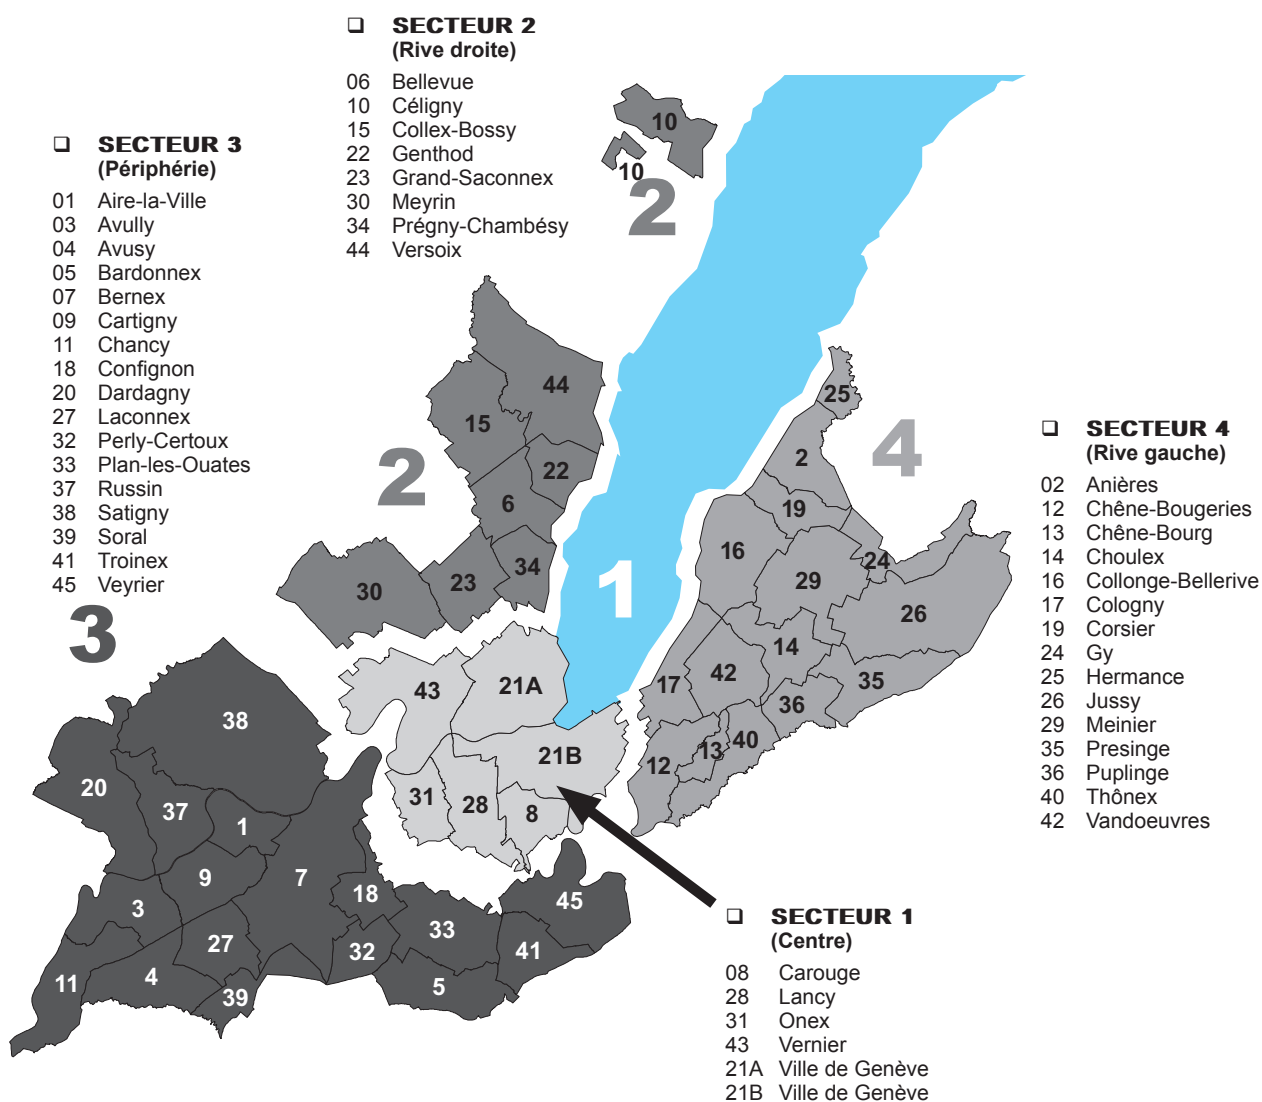 ❑ SECTEUR 2
(Rive droite)
06 Bellevue
10 Céligny
15 Collex-Bossy
22 Genthod
23 Grand-Saconnex
30 Meyrin
34 Prégny-Chambésy
44 Versoix
❑ SECTEUR 3
(Périphérie)
01 Aire-la-Ville
03 Avully
04 Avusy
05 Bardonnex
07 Bernex
09 Cartigny
11 Chancy
18 Confignon
20 Dardagny
27 Laconnex
32 Perly-Certoux
33 Plan-les-Ouates
37 Russin
38 Satigny
39 Soral
41 Troinex
45 Veyrier
3
10
10
2
44
15
2
22
6
34
23
30
1
25
2
4
19
16
24
29
26
14
42
17
35
36
40
13
12
❑ SECTEUR 4
(Rive gauche)
02 Anières
12 Chêne-Bougeries
13 Chêne-Bourg
14 Choulex
16 Collonge-Bellerive
17 Cologny
19 Corsier
24 Gy
25 Hermance
26 Jussy
29 Meinier
35 Presinge
36 Puplinge
40 Thônex
42 Vandoeuvres
43
21A
21B
31
28
8
38
20
37
1
9
7
18
3
27
33
45
32
41
11
4
39
5
❑ SECTEUR 1
(Centre)
08 Carouge
28 Lancy
31 Onex
43 Vernier
21A Ville de Genève
21B Ville de Genève